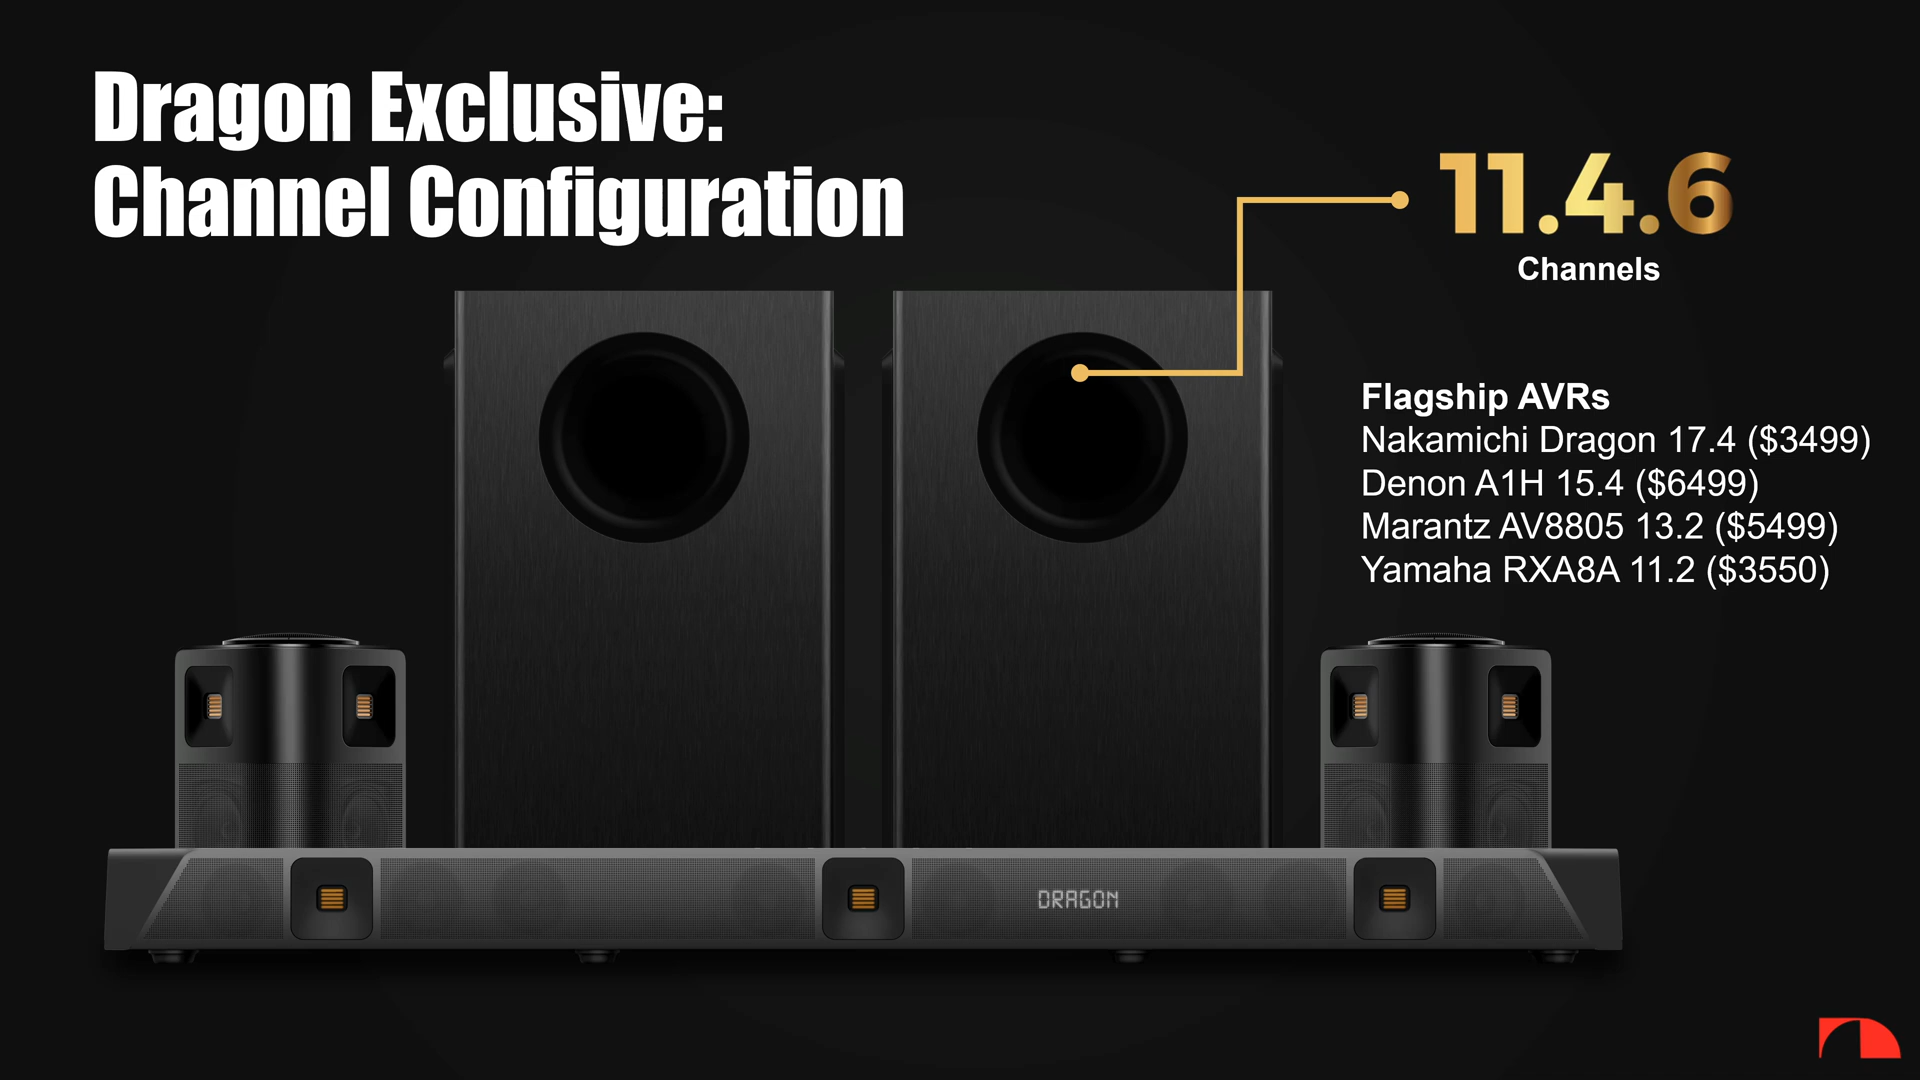 Dragon Exclusive:
Channel Configuration
11.4.6
Channels
Flagship AVRs
Nakamichi Dragon 17.4 ($3499)
Denon A1H 15.4 ($6499)
Marantz AV8805 13.2 ($5499)
Yamaha RXA8A 11.2 ($3550)
DRAGON